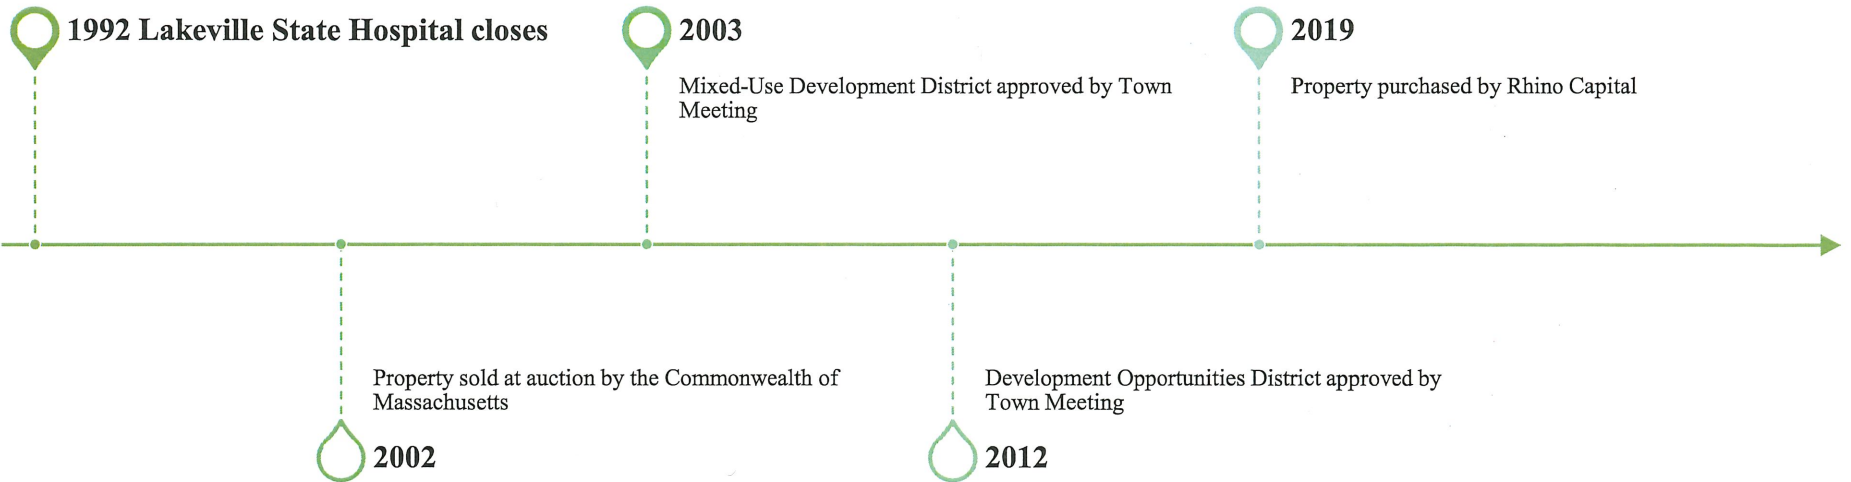 1992 Lakeville State Hospital closes
2003
Mixed-Use Development District approved by Town
Meeting
2019
Property purchased by Rhino Capital
Property sold at auction by the Commonwealth of
Massachusetts
2002
Development Opportunities District approved by
Town Meeting
2012